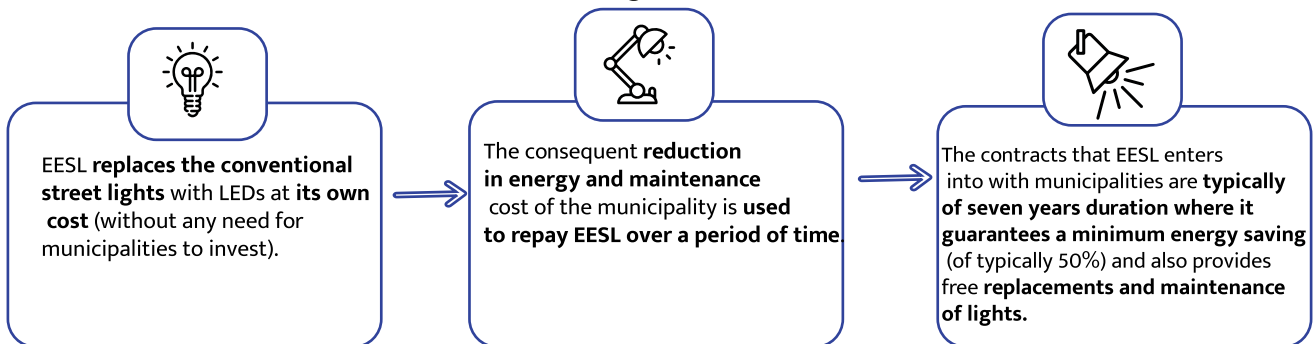 EESL replaces the conventional
street lights with LEDs at its own
cost (without any need for
municipalities to invest).
The consequent reduction
in energy and maintenance
cost of the municipality is used
to repay EESL over a period of time.
The contracts that EESL enters
into with municipalities are typically
of seven years duration where it
guarantees a minimum energy saving
(of typically 50%) and also provides
free replacements and maintenance
of lights.